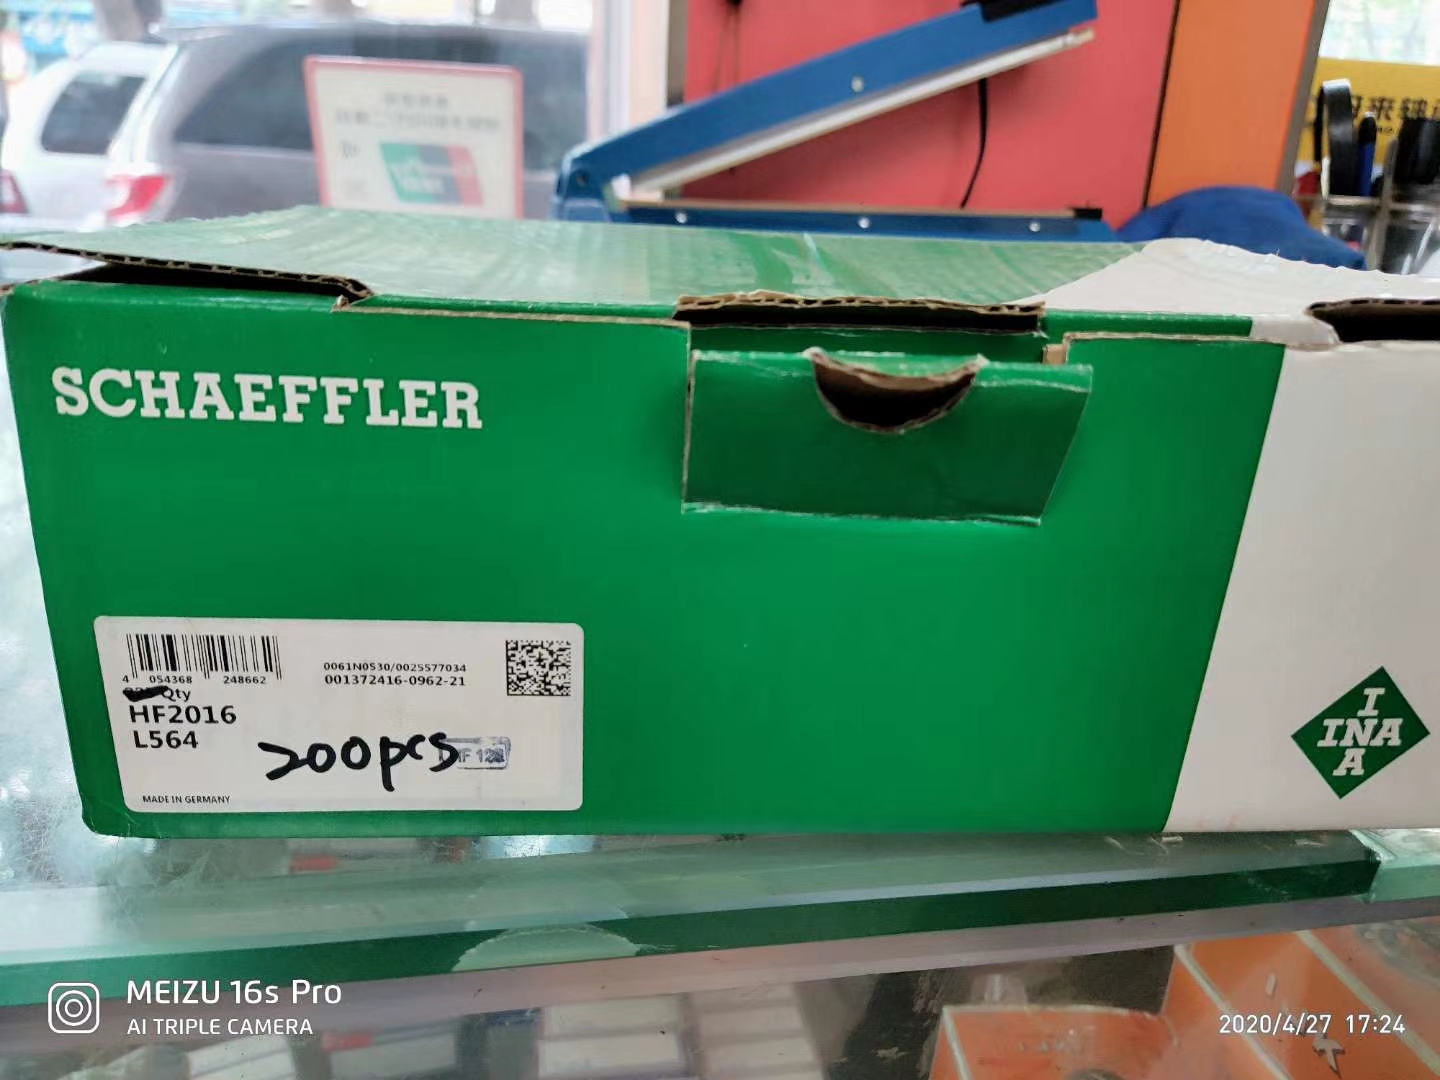 SCHAEFFLER
4 054368 248662
0061N0530/0025577034
001372416-0962-21
Qty
HF2016
L564
200pcs
MADE IN GERMANY
I
INA
A
MEIZU 16s Pro
AI TRIPLE CAMERA
2020/4/27 17:24